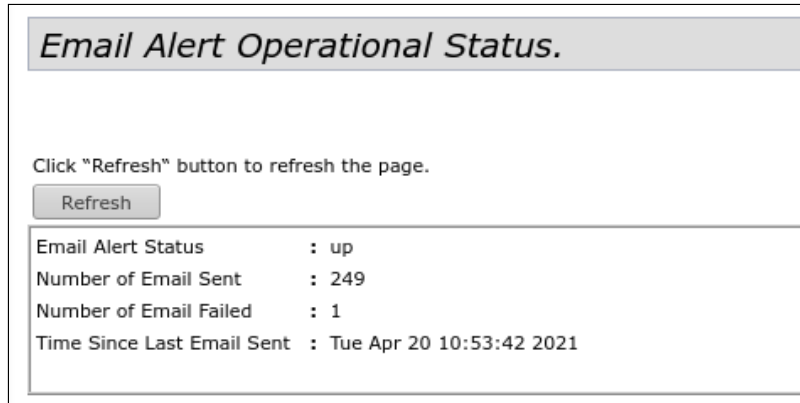 Email Alert Operational Status.
Click "Refresh" button to refresh the page.
Refresh
Email Alert Status : up
Number of Email Sent : 249
Number of Email Failed : 1
Time Since Last Email Sent : Tue Apr 20 10:53:42 2021